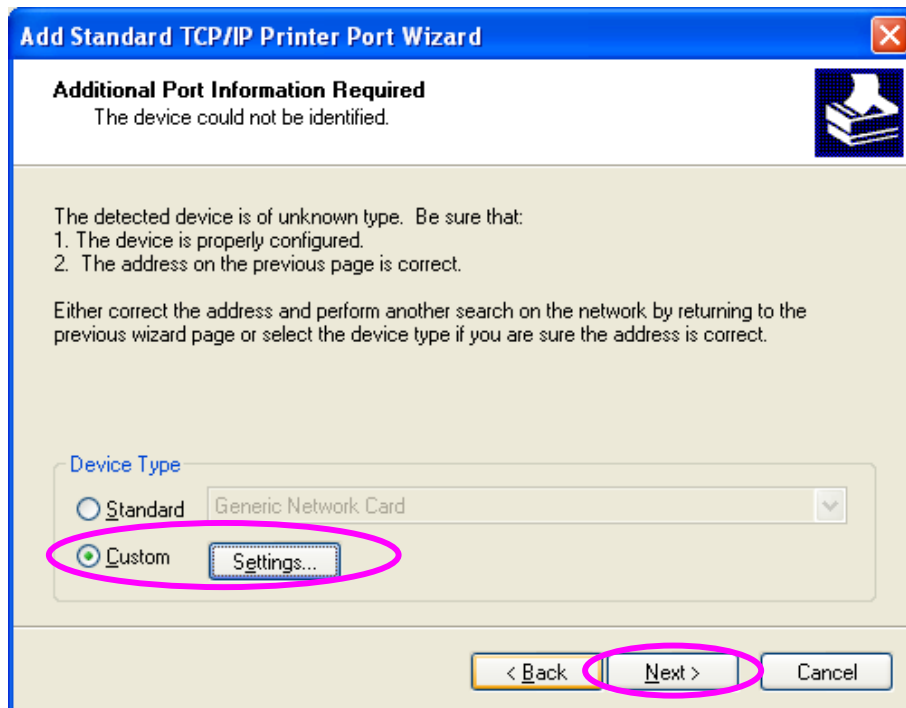 Add Standard TCP/IP Printer Port Wizard
Additional Port Information Required
The device could not be identified.
The detected device is of unknown type.  Be sure that:
1. The device is properly configured.
2.  The address on the previous page is correct.
Either correct the address and perform another search on the network by returning to the
previous wizard page or select the device type if you are sure the address is correct.
Device Type
Standard
Generic Network Card
Custom
Settings...
< Back
Next >
Cancel